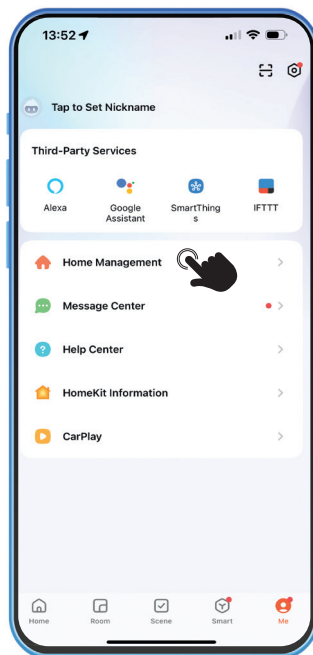 13:52
Tap to Set Nickname
Third-Party Services
Alexa
Google
Assistant
SmartThing
s
IFTTT
Home Management
Message Center
Help Center
HomeKit Information
CarPlay
Home
Room
Scene
Smart
Me